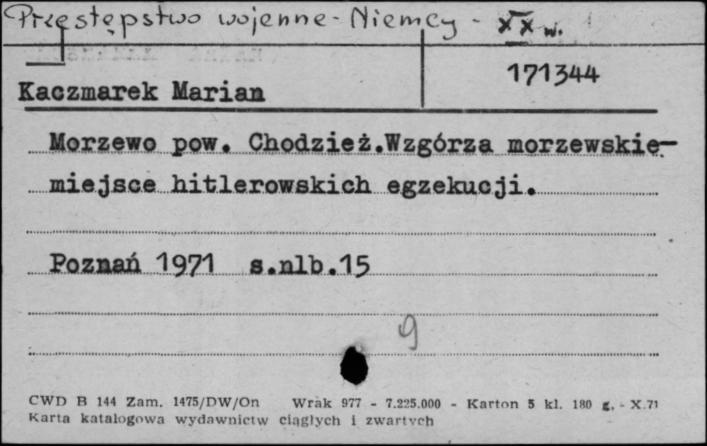 Przestępstwo wojenne - Niemcy - XX w.
171344
Kaczmarek Marian
Morzewo pow. Chodzież.Wzgórza morzewskie-
miejsce hitlerowskich egzekucji.
Poznań 1971 s.nlb.15
9
CWD B 144 Zam. 1475/DW/On Wrak 977 - 7.225.000 - Karton 5 kl. 180 g. - X.71
Karta katalogowa wydawnictw ciągłych i zwartych